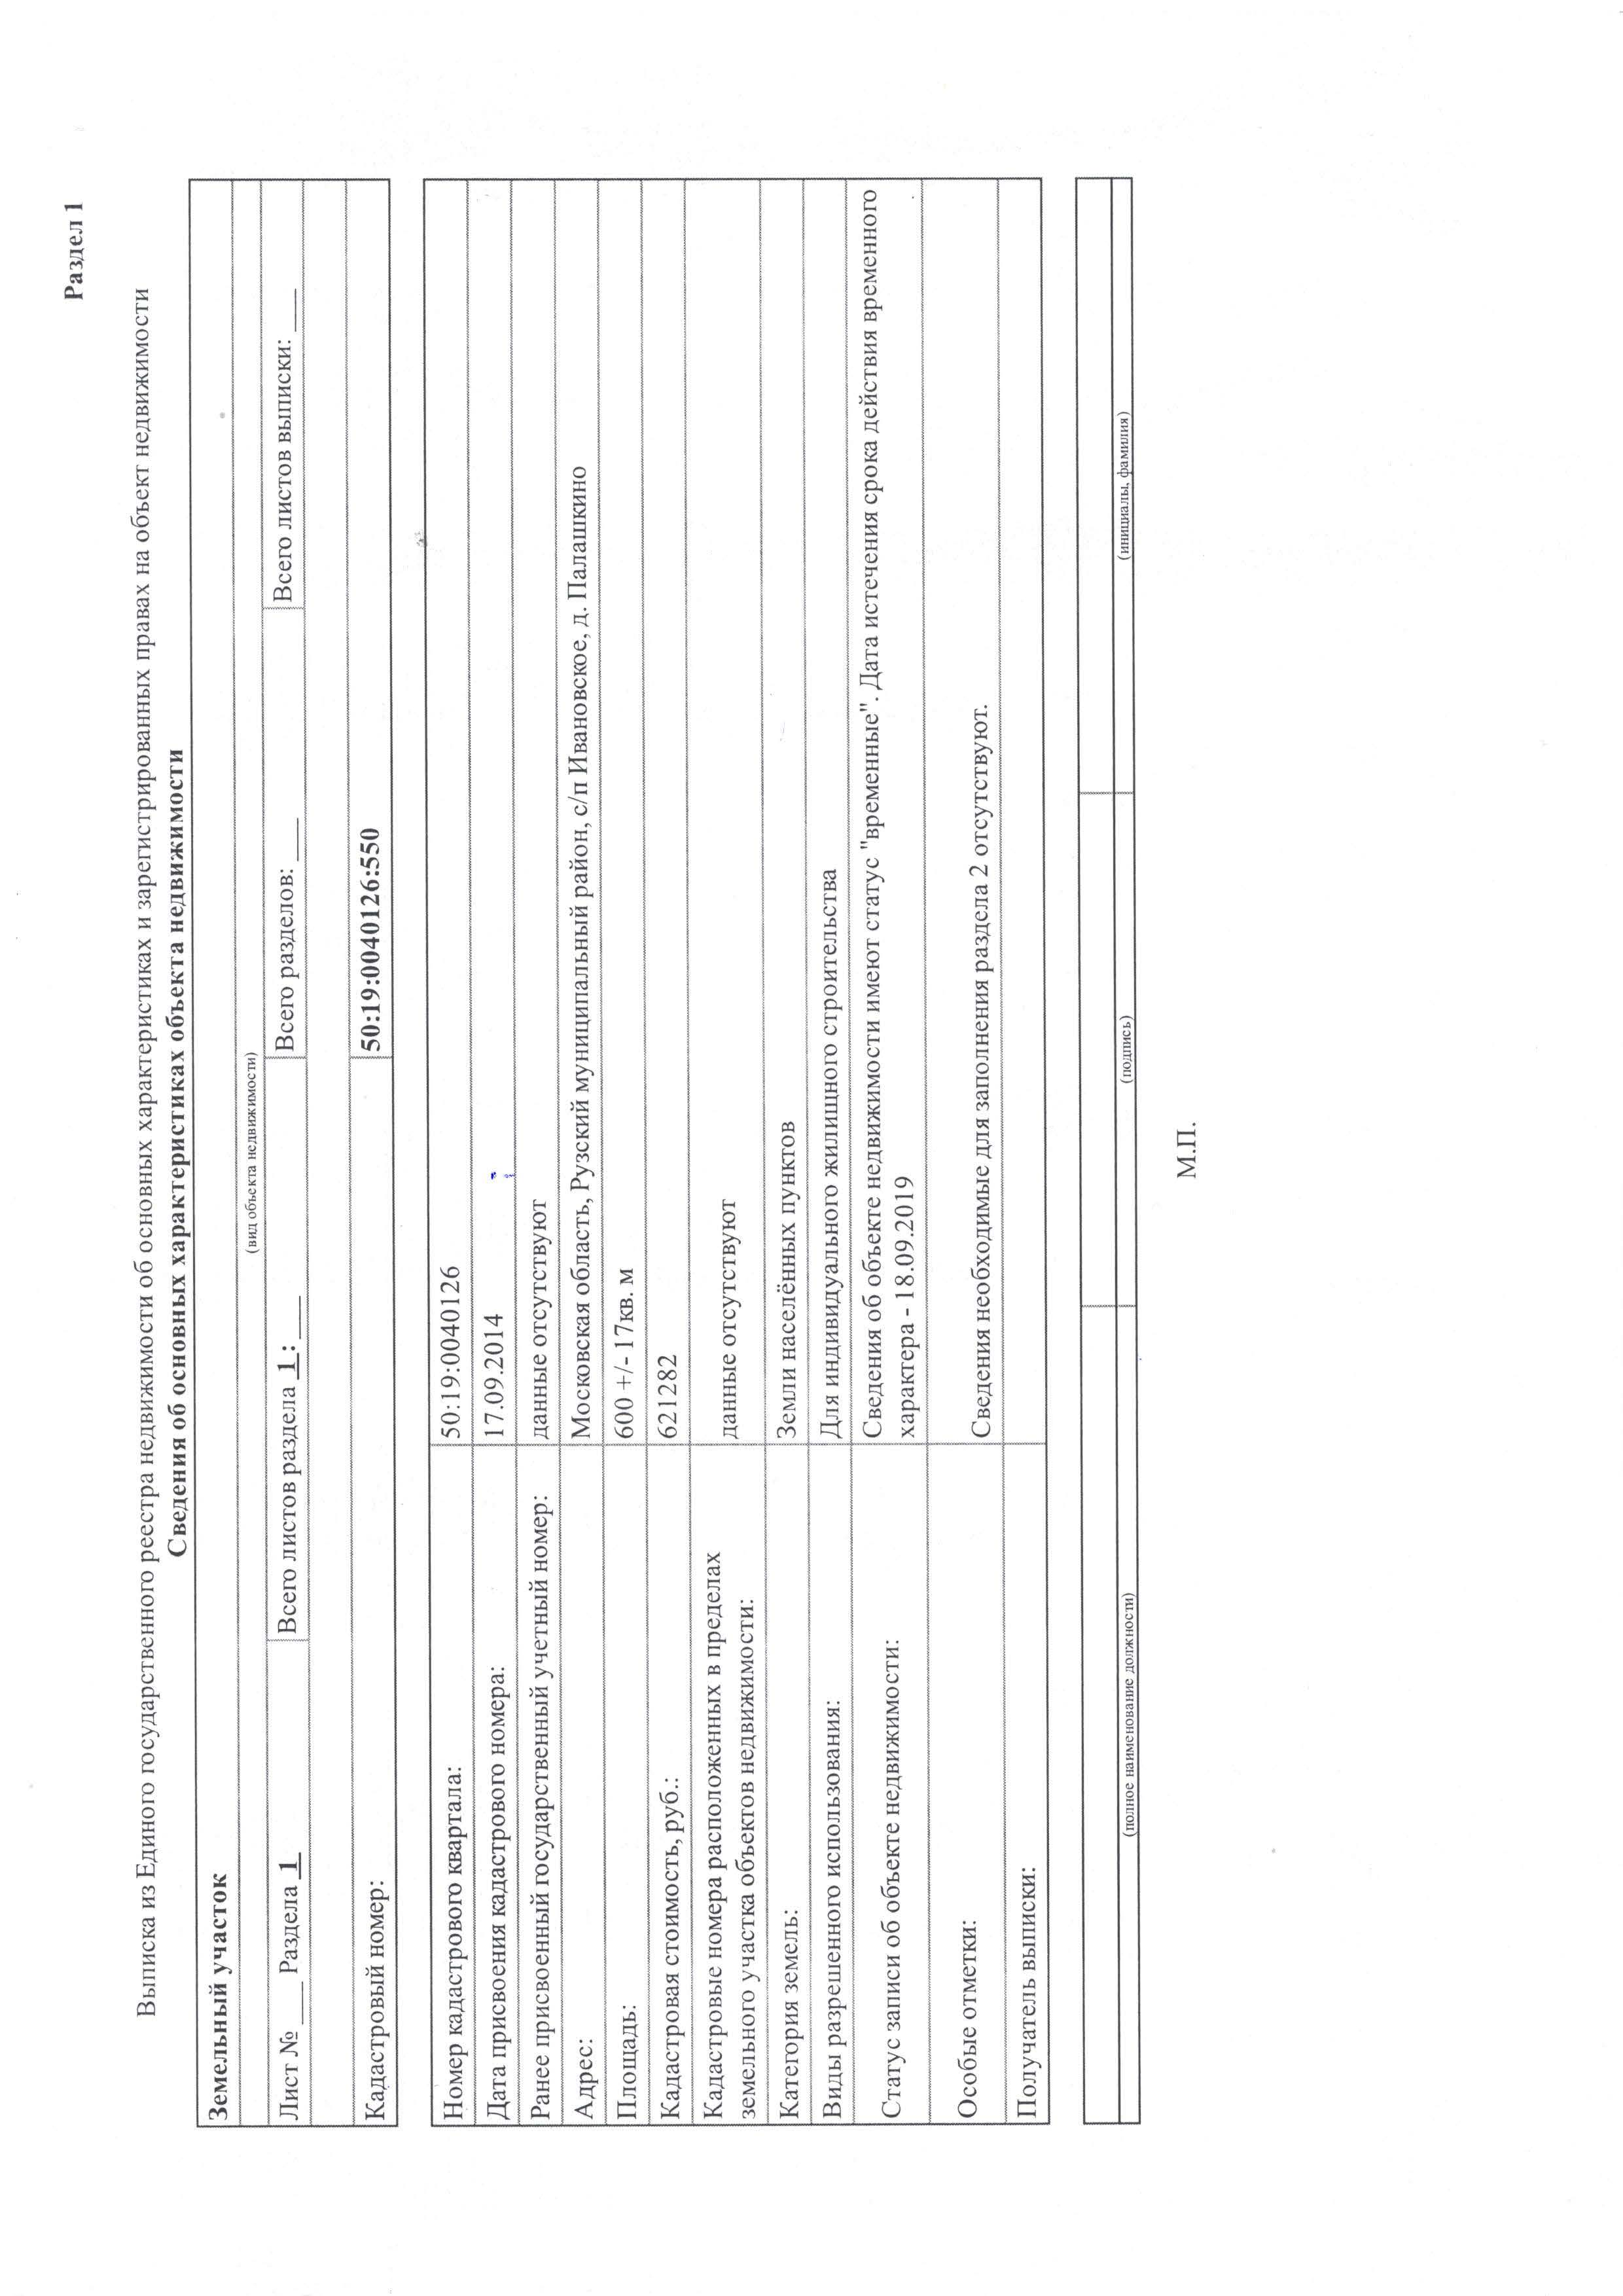 Раздел 1
Выписка из Единого государственного реестра недвижимости об основных характеристиках и зарегистрированных правах на объект недвижимости
Сведения об основных характеристиках объекта недвижимости
Земельный участок
(вид объекта недвижимости)
Лист № ___ Раздела 1 Всего листов раздела 1 : ___ Всего разделов: ___ Всего листов выписки: ___
Кадастровый номер: 50:19:0040126:550
Номер кадастрового квартала: 50:19:0040126
Дата присвоения кадастрового номера: 17.09.2014
Ранее присвоенный государственный учетный номер: данные отсутствуют
Адрес: Московская область, Рузский муниципальный район, с/п Ивановское, д. Палашкино
Площадь: 600 +/- 17кв. м
Кадастровая стоимость, руб.: 621282
Кадастровые номера расположенных в пределах
земельного участка объектов недвижимости: данные отсутствуют
Категория земель: Земли населённых пунктов
Виды разрешенного использования: Для индивидуального жилищного строительства
Статус записи об объекте недвижимости: Сведения об объекте недвижимости имеют статус "временные". Дата истечения срока действия временного
характера - 18.09.2019
Особые отметки: Сведения необходимые для заполнения раздела 2 отсутствуют.
Получатель выписки:
(полное наименование должности) (подпись) (инициалы, фамилия)
М.П.